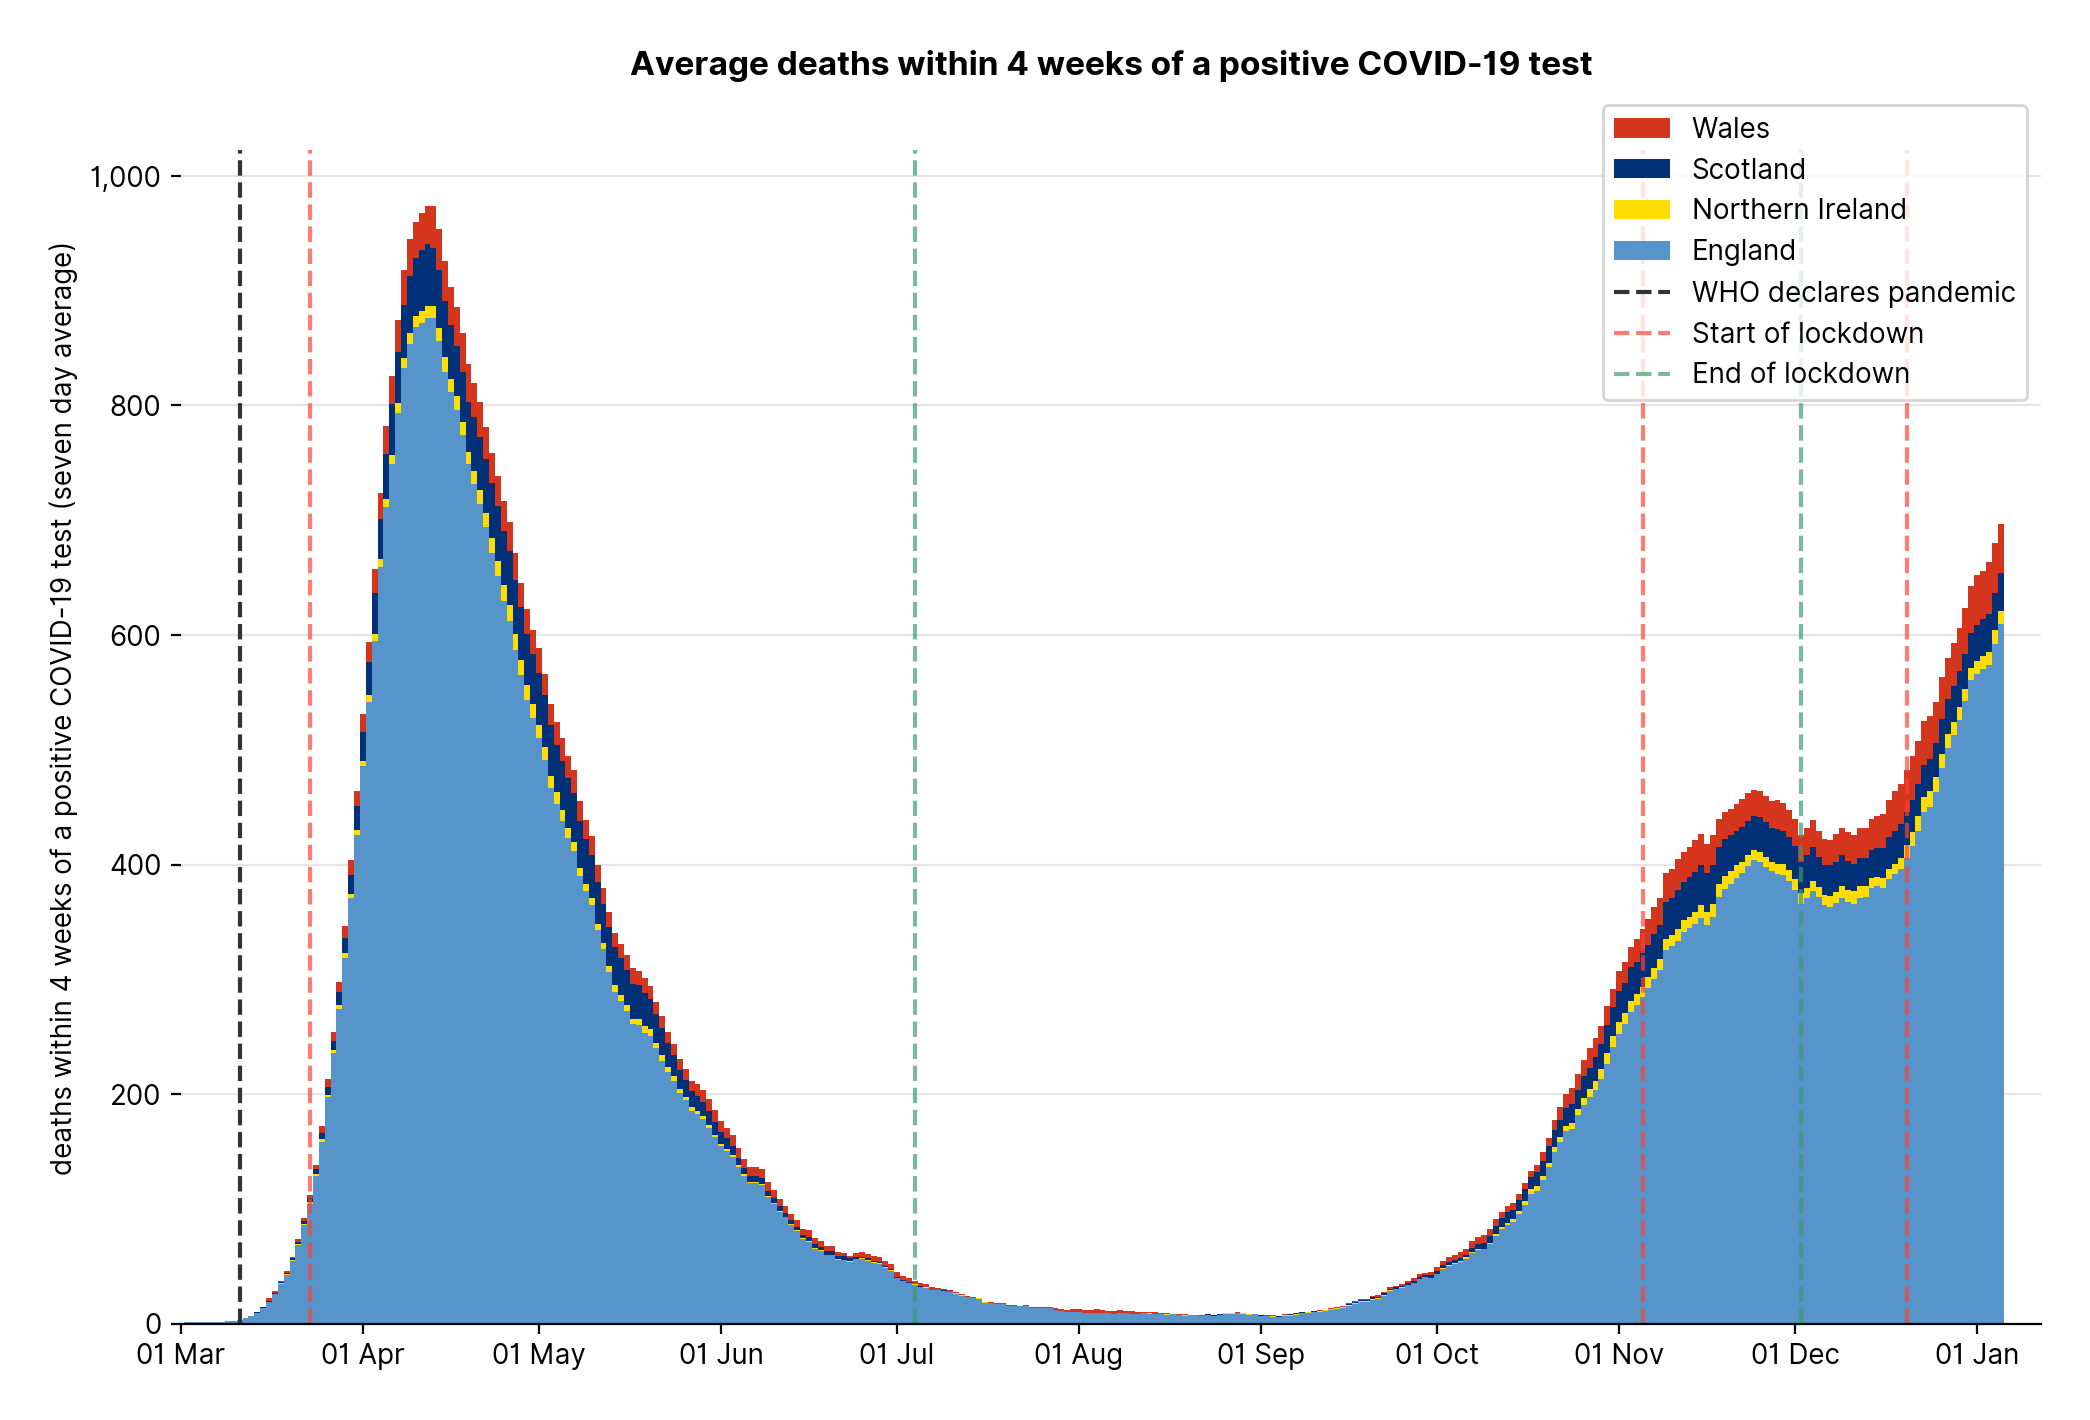 Average deaths within 4 weeks of a positive COVID-19 test
Wales
Scotland
Northern Ireland
England
WHO declares pandemic
Start of lockdown
End of lockdown
deaths within 4 weeks of a positive COVID-19 test (seven day average)
1,000
800
600
400
200
0
01 Mar
01 Apr
01 May
01 Jun
01 Jul
01 Aug
01 Sep
01 Oct
01 Nov
01 Dec
01 Jan